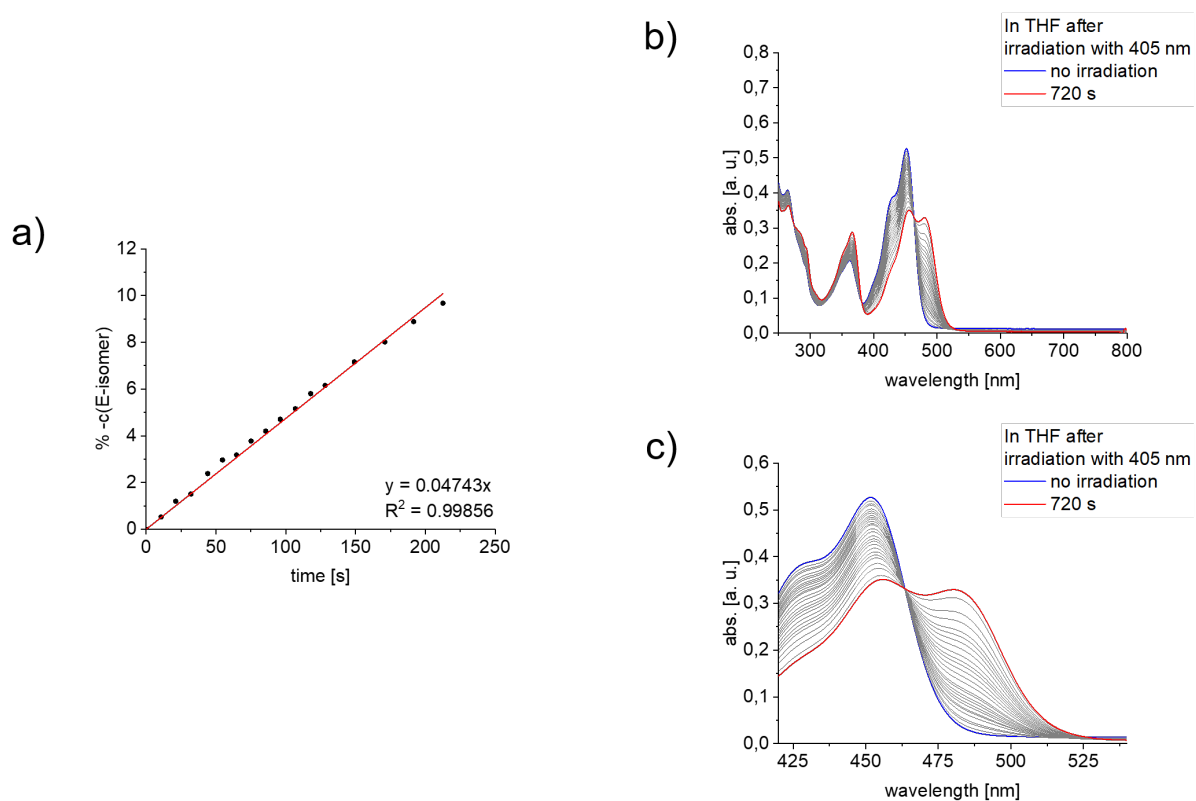 a)
% -c(E-isomer)
12
10
8
6
4
2
0
0 50 100 150 200 250
time [s]
y = 0.04743x
R² = 0.99856
b)
In THF after
irradiation with 405 nm
no irradiation
720 s
abs. [a. u.]
0,8
0,7
0,6
0,5
0,4
0,3
0,2
0,1
0,0
300 400 500 600 700 800
wavelength [nm]
c)
In THF after
irradiation with 405 nm
no irradiation
720 s
abs. [a. u.]
0,6
0,5
0,4
0,3
0,2
0,1
0,0
425 450 475 500 525
wavelength [nm]